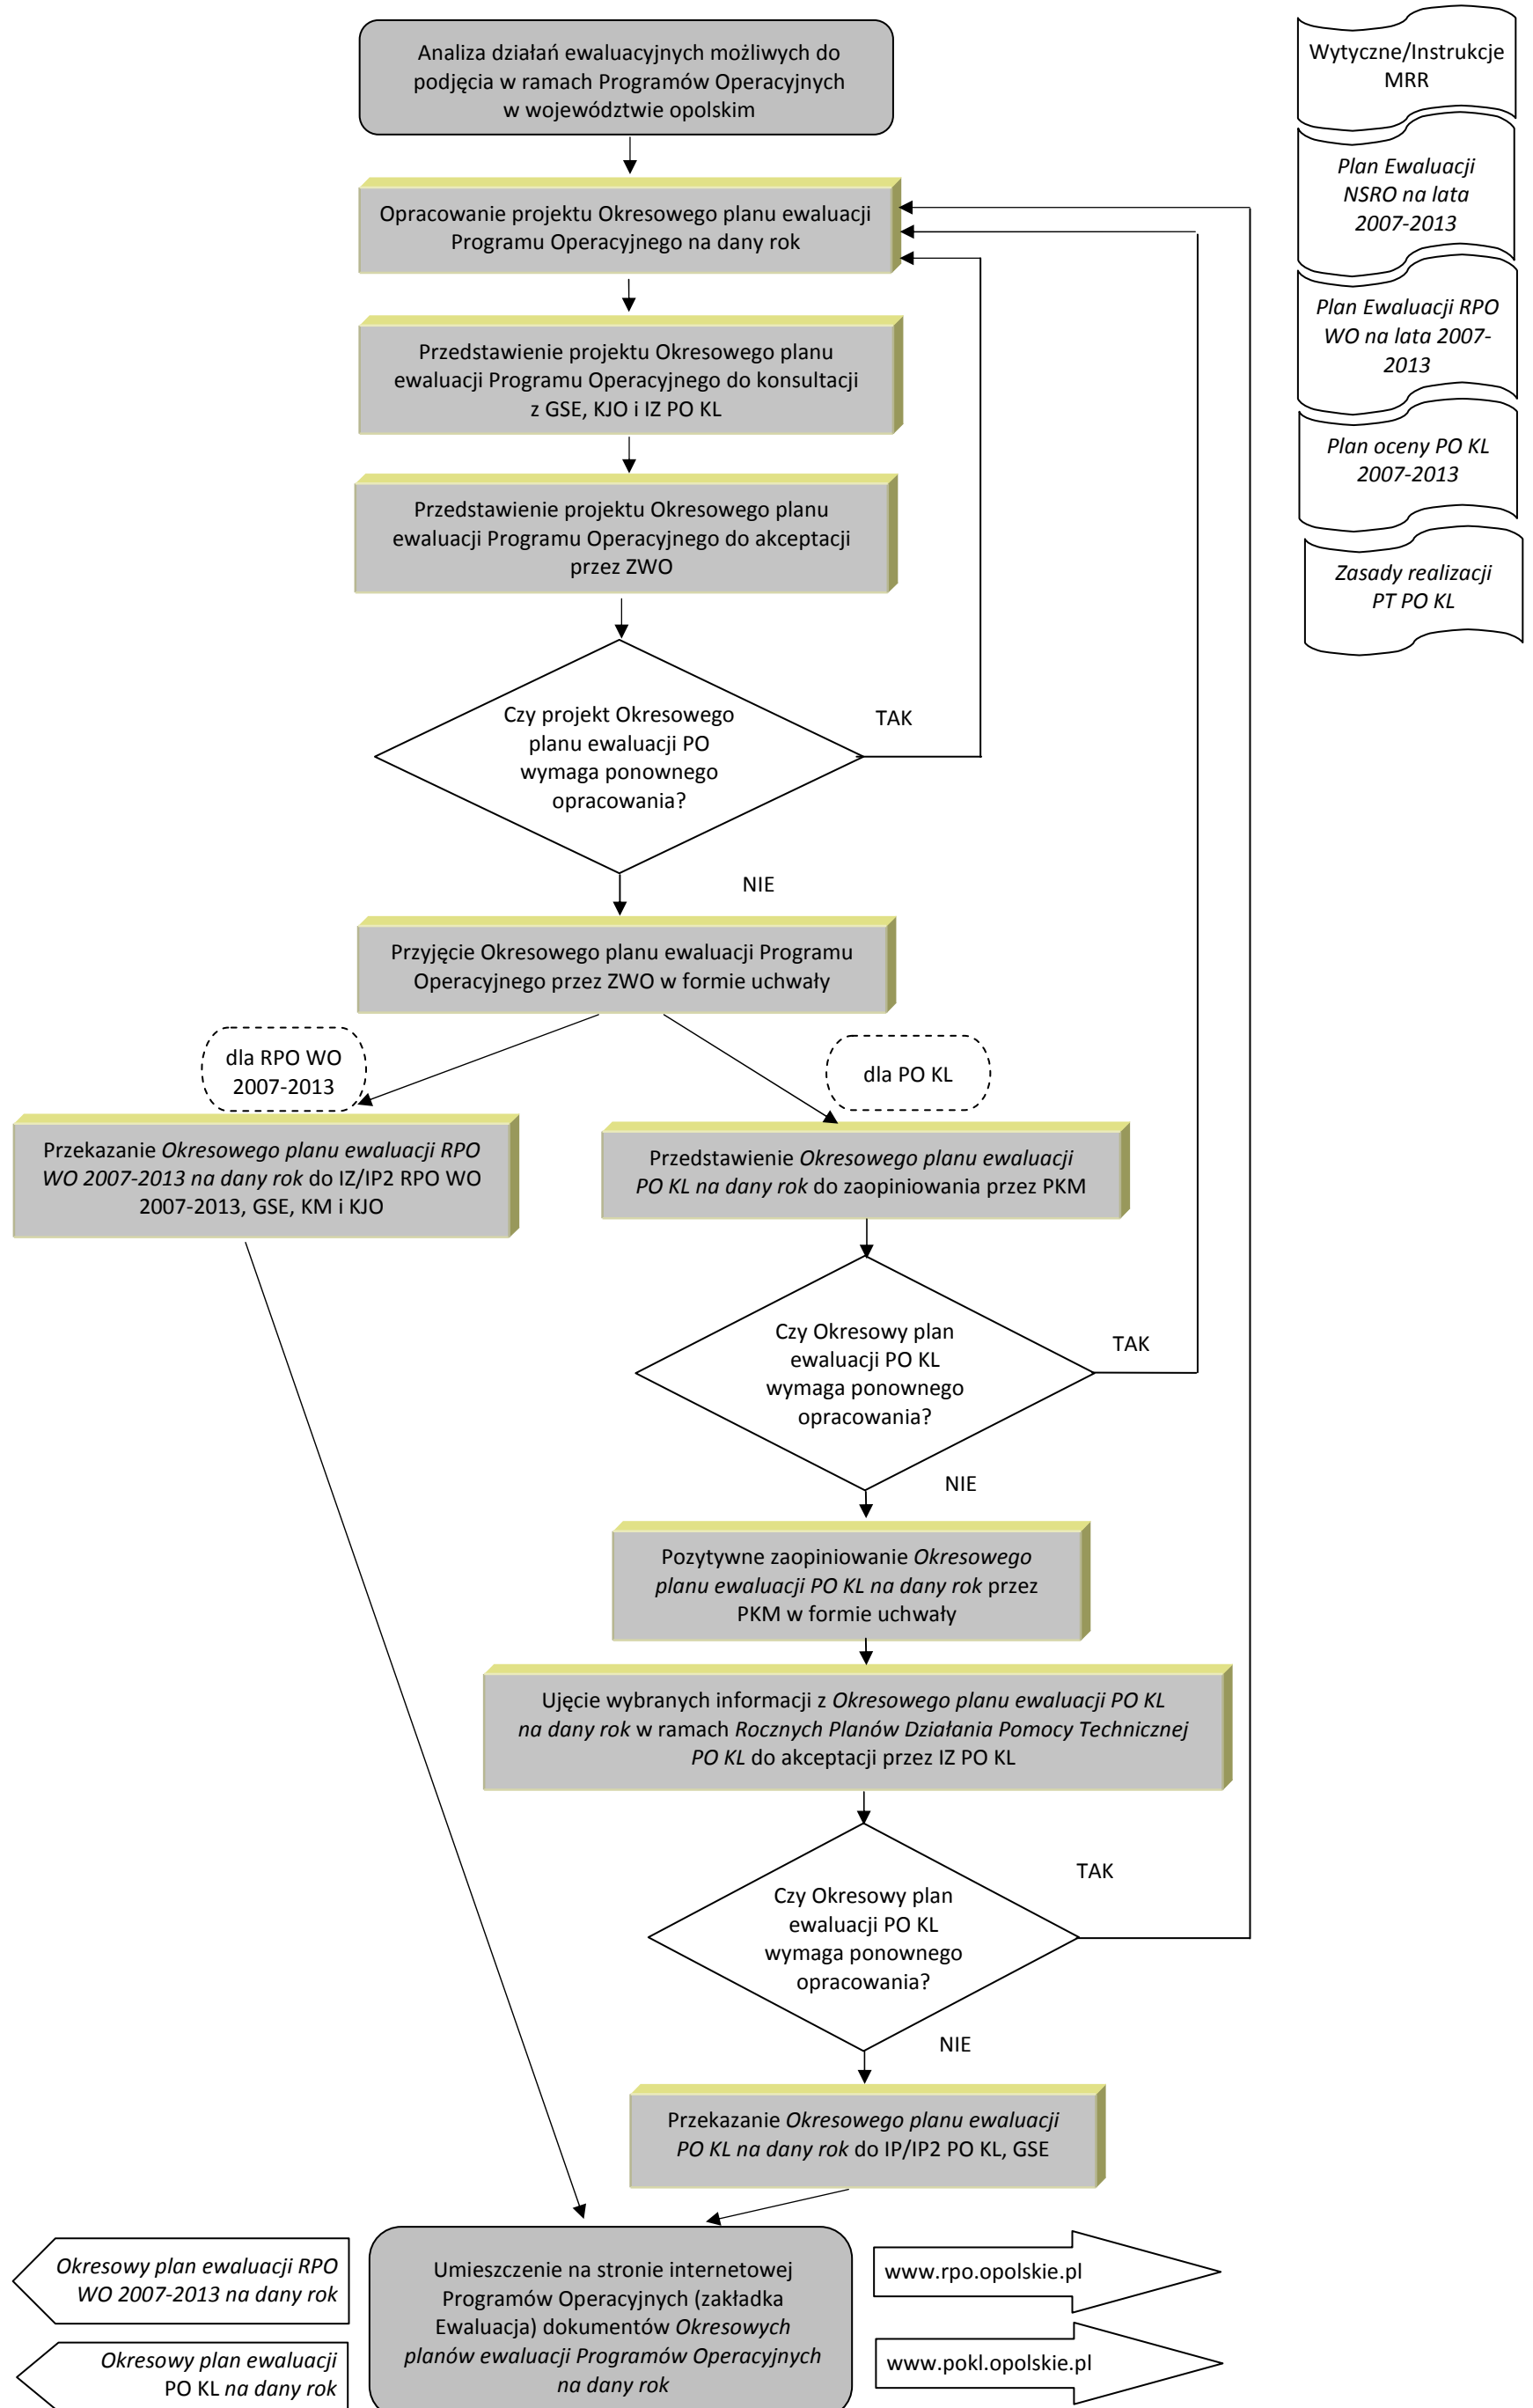 Analiza działań ewaluacyjnych możliwych do
podjęcia w ramach Programów Operacyjnych
w województwie opolskim
Wytyczne/Instrukcje
MRR
Plan Ewaluacji
NSRO na lata
2007-2013
Plan Ewaluacji RPO
WO na lata 2007-
2013
Plan oceny PO KL
2007-2013
Zasady realizacji
PT PO KL
Opracowanie projektu Okresowego planu ewaluacji
Programu Operacyjnego na dany rok
Przedstawienie projektu Okresowego planu
ewaluacji Programu Operacyjnego do konsultacji
z GSE, KJO i IZ PO KL
Przedstawienie projektu Okresowego planu
ewaluacji Programu Operacyjnego do akceptacji
przez ZWO
Czy projekt Okresowego
planu ewaluacji PO
wymaga ponownego
opracowania?
TAK
NIE
Przyjęcie Okresowego planu ewaluacji Programu
Operacyjnego przez ZWO w formie uchwały
dla RPO WO
2007-2013
dla PO KL
Przekazanie Okresowego planu ewaluacji RPO
WO 2007-2013 na dany rok do IZ/IP2 RPO WO
2007-2013, GSE, KM i KJO
Przedstawienie Okresowego planu ewaluacji
PO KL na dany rok do zaopiniowania przez PKM
Czy Okresowy plan
ewaluacji PO KL
wymaga ponownego
opracowania?
TAK
NIE
Pozytywne zaopiniowanie Okresowego
planu ewaluacji PO KL na dany rok przez
PKM w formie uchwały
Ujęcie wybranych informacji z Okresowego planu ewaluacji PO KL
na dany rok w ramach Rocznych Planów Działania Pomocy Technicznej
PO KL do akceptacji przez IZ PO KL
Czy Okresowy plan
ewaluacji PO KL
wymaga ponownego
opracowania?
TAK
NIE
Przekazanie Okresowego planu ewaluacji
PO KL na dany rok do IP/IP2 PO KL, GSE
Okresowy plan ewaluacji RPO
WO 2007-2013 na dany rok
Okresowy plan ewaluacji
PO KL na dany rok
Umieszczenie na stronie internetowej
Programów Operacyjnych (zakładka
Ewaluacja) dokumentów Okresowych
planów ewaluacji Programów Operacyjnych
na dany rok
www.rpo.opolskie.pl
www.pokl.opolskie.pl